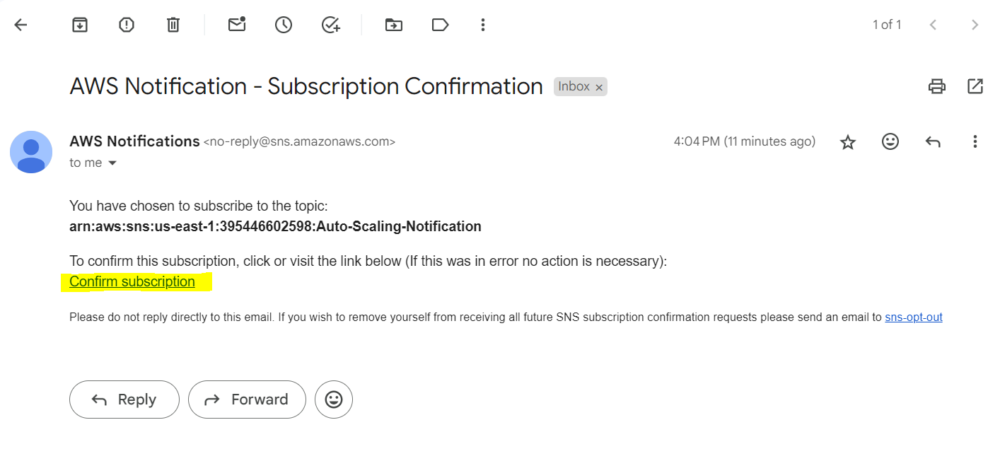 1 of 1
AWS Notification - Subscription Confirmation Inbox ×
AWS Notifications <no-reply@sns.amazonaws.com> 4:04 PM (11 minutes ago)
to me
You have chosen to subscribe to the topic:
arn:aws:sns:us-east-1:395446602598:Auto-Scaling-Notification
To confirm this subscription, click or visit the link below (If this was in error no action is necessary):
Confirm subscription
Please do not reply directly to this email. If you wish to remove yourself from receiving all future SNS subscription confirmation requests please send an email to sns-opt-out
Reply Forward